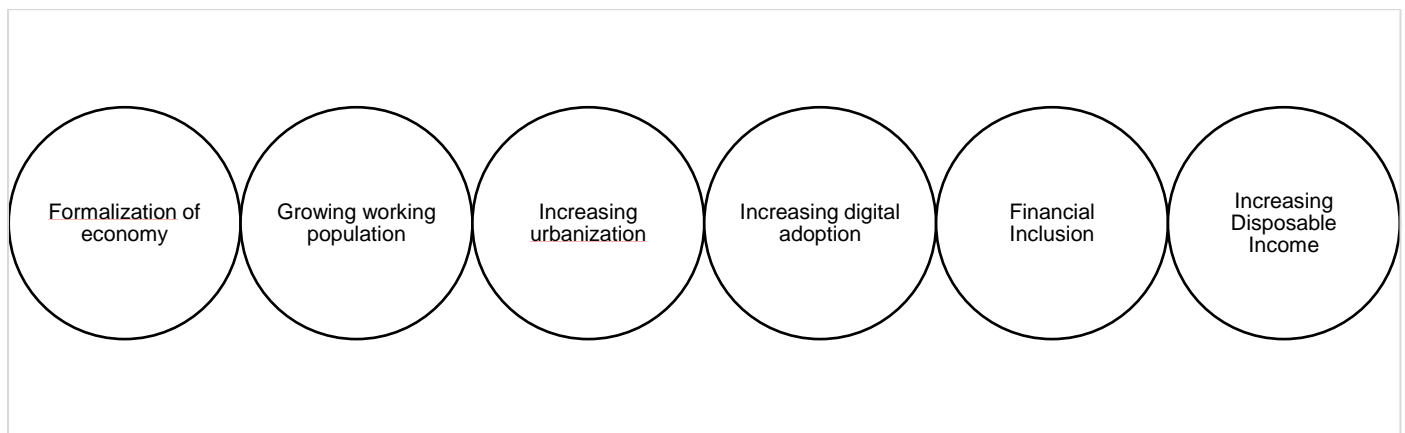 Formalization of
economy
Growing working
population
Increasing
urbanization
Increasing digital
adoption
Financial
Inclusion
Increasing
Disposable
Income